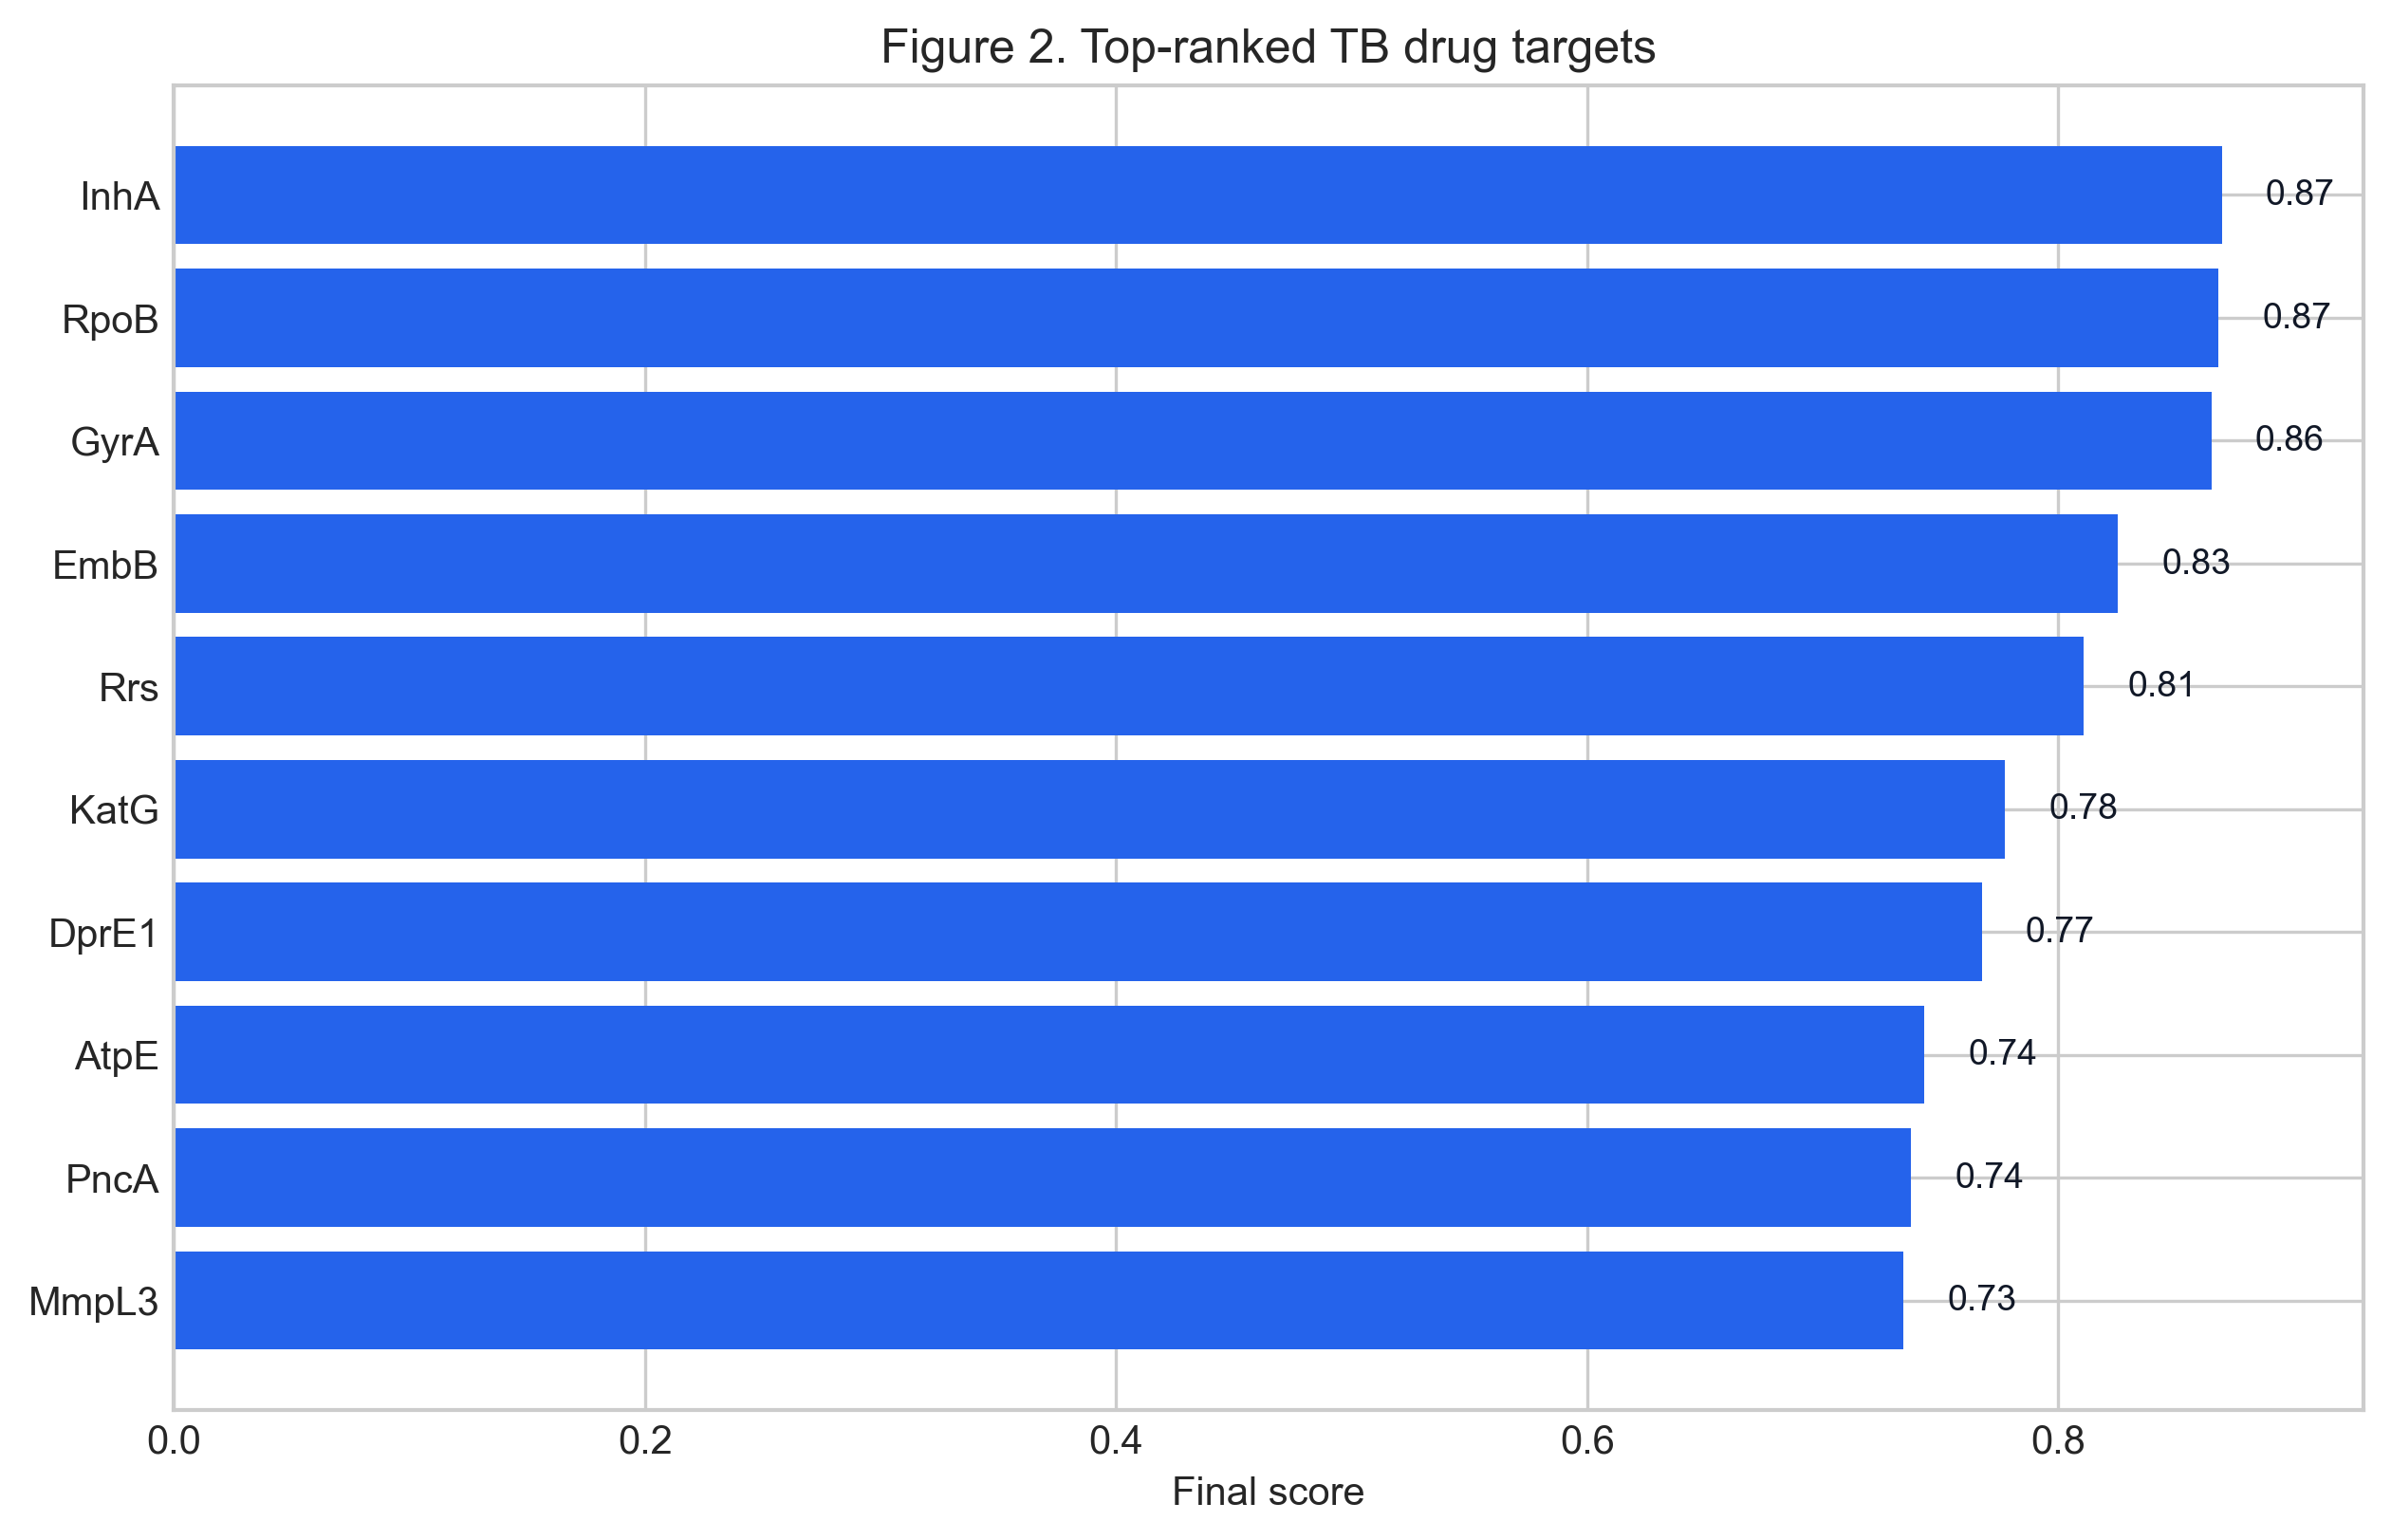 Figure 2. Top-ranked TB drug targets
InhA 0.87
RpoB 0.87
GyrA 0.86
EmbB 0.83
Rrs 0.81
KatG 0.78
DprE1 0.77
AtpE 0.74
PncA 0.74
MmpL3 0.73
0.0 0.2 0.4 0.6 0.8
Final score